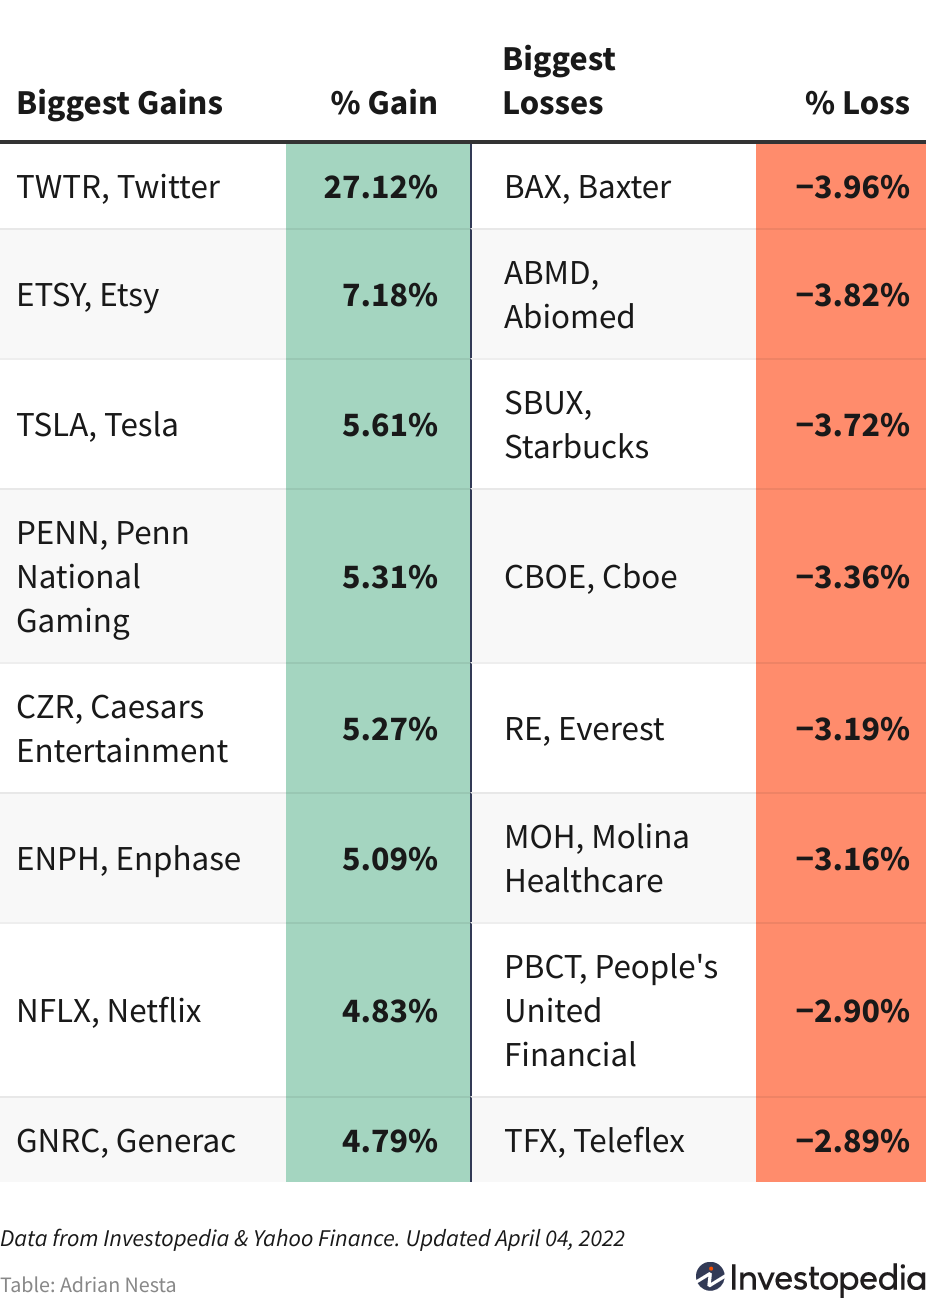 Biggest Gains % Gain Biggest Losses % Loss
TWTR, Twitter 27.12% BAX, Baxter −3.96%
ETSY, Etsy 7.18% ABMD, Abiomed −3.82%
TSLA, Tesla 5.61% SBUX, Starbucks −3.72%
PENN, Penn National Gaming 5.31% CBOE, Cboe −3.36%
CZR, Caesars Entertainment 5.27% RE, Everest −3.19%
ENPH, Enphase 5.09% MOH, Molina Healthcare −3.16%
NFLX, Netflix 4.83% PBCT, People's United Financial −2.90%
GNRC, Generac 4.79% TFX, Teleflex −2.89%
Data from Investopedia & Yahoo Finance. Updated April 04, 2022
Table: Adrian Nesta
Investopedia